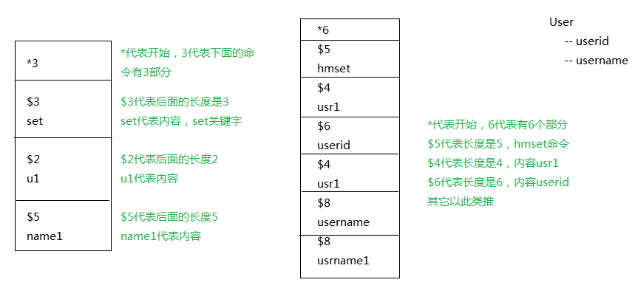 *3
$3
set
$2
u1
$5
name1
*代表开始，3代表下面的命
令有3部分
$3代表后面的长度是3
set代表内容，set关键字
$2代表后面的长度2
u1代表内容
$5代表后面的长度5
name1代表内容
*6
$5
hmset
$4
usr1
$6
userid
$4
usr1
$8
username
$8
usrname1
User
-- userid
-- username
*代表开始，6代表有6个部分
$5代表长度是5，hmset命令
$4代表长度是4，内容usr1
$6代表长度是6，内容userid
其它以此类推